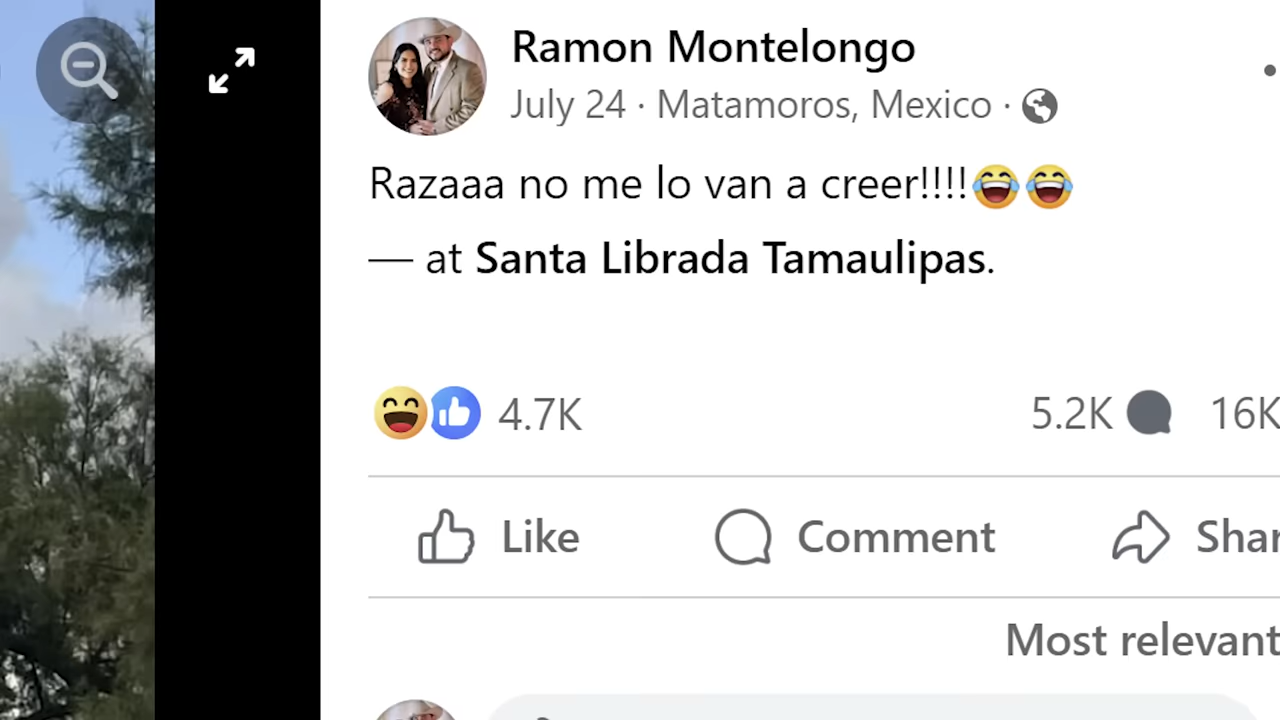 Ramon Montelongo
July 24 · Matamoros, Mexico ·
Razaaa no me lo van a creer!!!!😂😂
— at Santa Librada Tamaulipas.
4.7K 5.2K 16K
Like Comment Shar
Most relevant